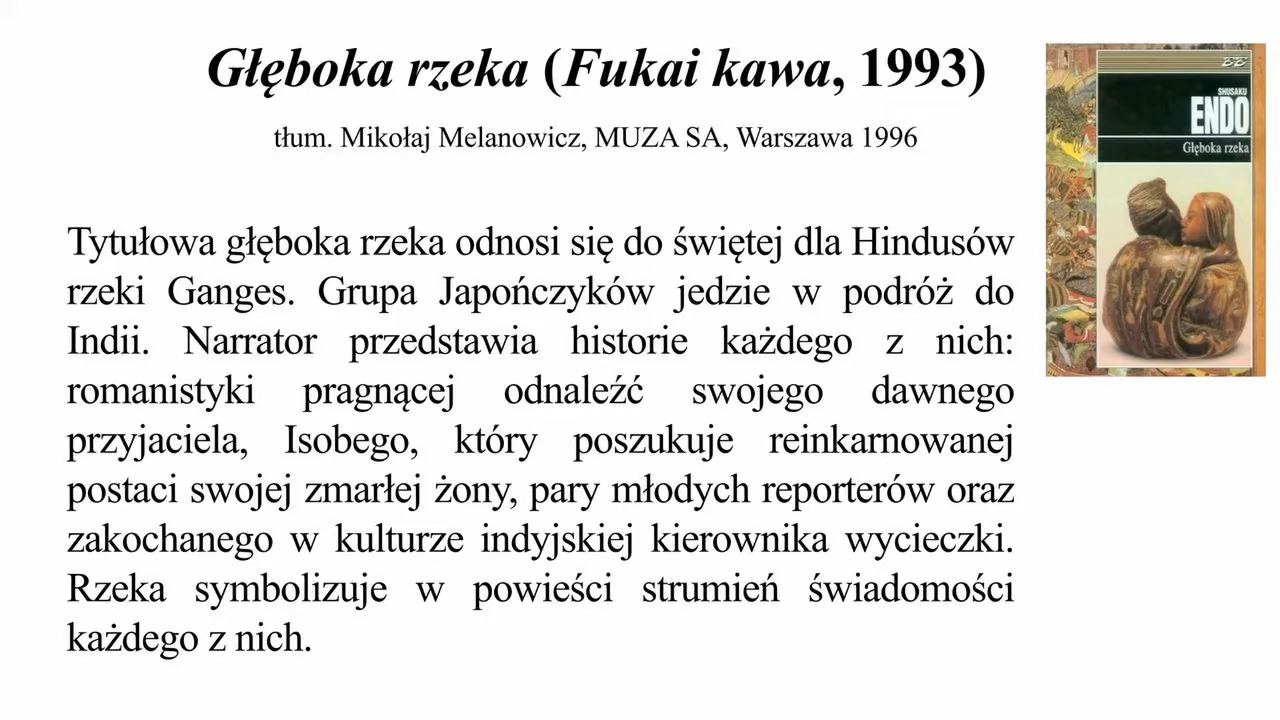 Głęboka rzeka (Fukai kawa, 1993)
tłum. Mikołaj Melanowicz, MUZA SA, Warszawa 1996
Tytułowa głęboka rzeka odnosi się do świętej dla Hindusów
rzeki Ganges. Grupa Japończyków jedzie w podróż do
Indii. Narrator przedstawia historie każdego z nich:
romanistyki pragnącej odnaleźć swojego dawnego
przyjaciela, Isobego, który poszukuje reinkarnowanej
postaci swojej zmarłej żony, pary młodych reporterów oraz
zakochanego w kulturze indyjskiej kierownika wycieczki.
Rzeka symbolizuje w powieści strumień świadomości
każdego z nich.
SHUSAKU
ENDO
Głęboka rzeka